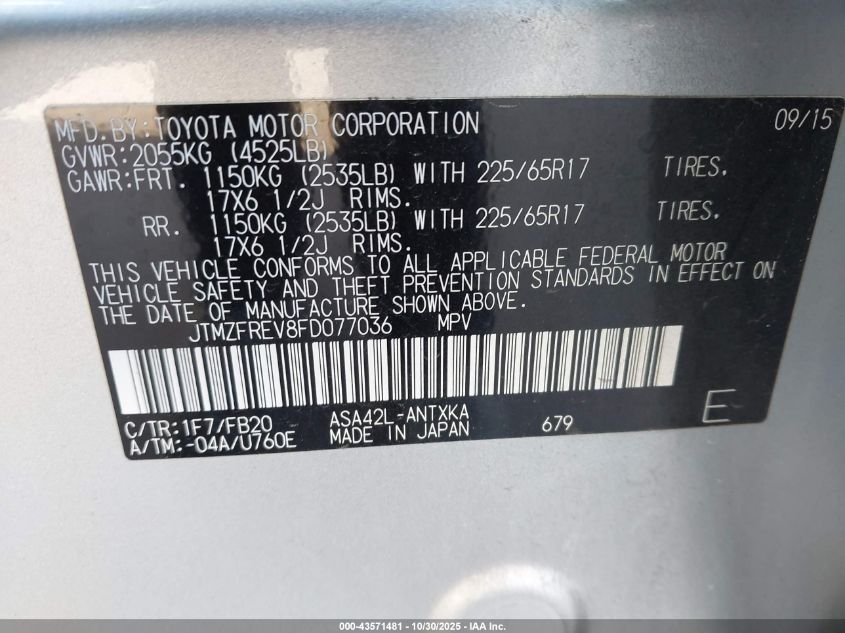 MFD. BY: TOYOTA MOTOR CORPORATION 09/15
GVWR: 2055KG (4525LB)
GAWR: FRT. 1150KG (2535LB) WITH 225/65R17 TIRES.
17X6 1/2J RIMS.
RR. 1150KG (2535LB) WITH 225/65R17 TIRES.
17X6 1/2J RIMS.
THIS VEHICLE CONFORMS TO ALL APPLICABLE FEDERAL MOTOR
VEHICLE SAFETY AND THEFT PREVENTION STANDARDS IN EFFECT ON
THE DATE OF MANUFACTURE SHOWN ABOVE.
JTMZFREV8FD077036 MPV
C/TR: 1F7/FB20 ASA42L-ANTXKA E
A/TM: -04A/U760E MADE IN JAPAN 679
000-43571481 - 10/30/2025 - IAA Inc.